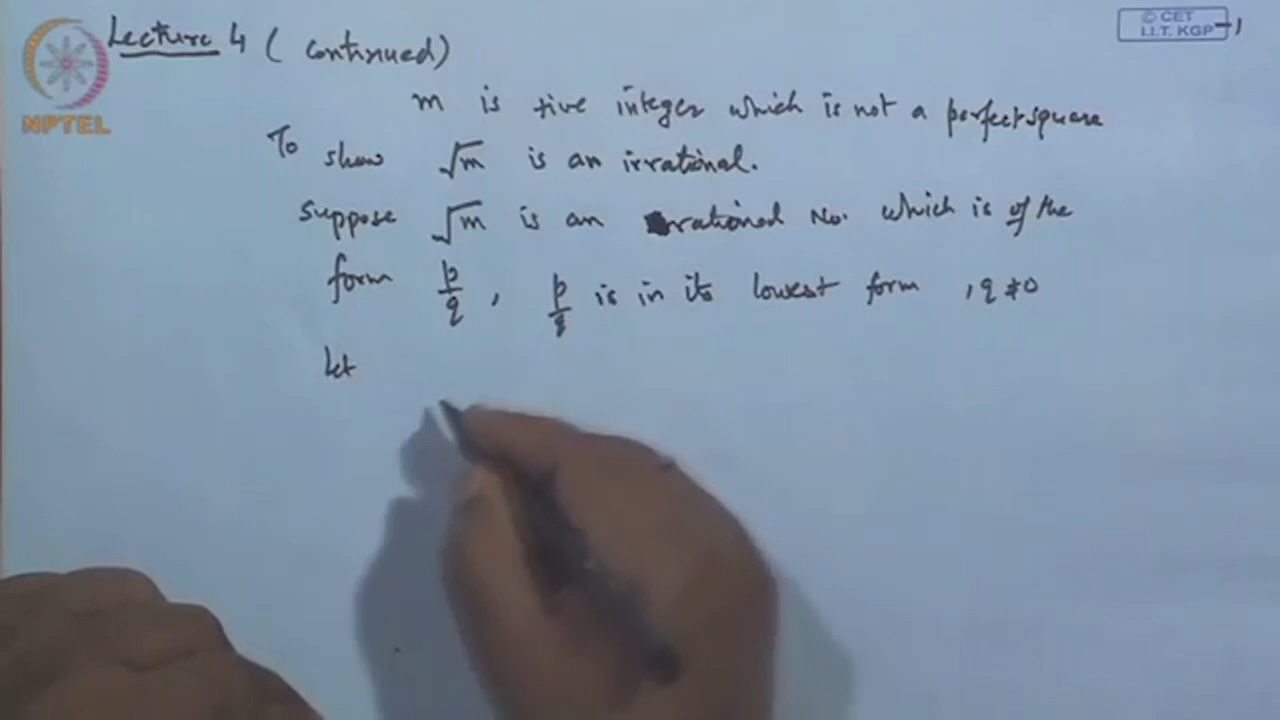 Lecture 4 ( Continued)
© CET
I.I.T. KGP
-1
NPTEL
m is +ive integer which is not a perfect square
To show √m is an irrational.
Suppose √m is an rational No. which is of the
form p/q , p/q is in its lowest form , q ≠ 0
Let